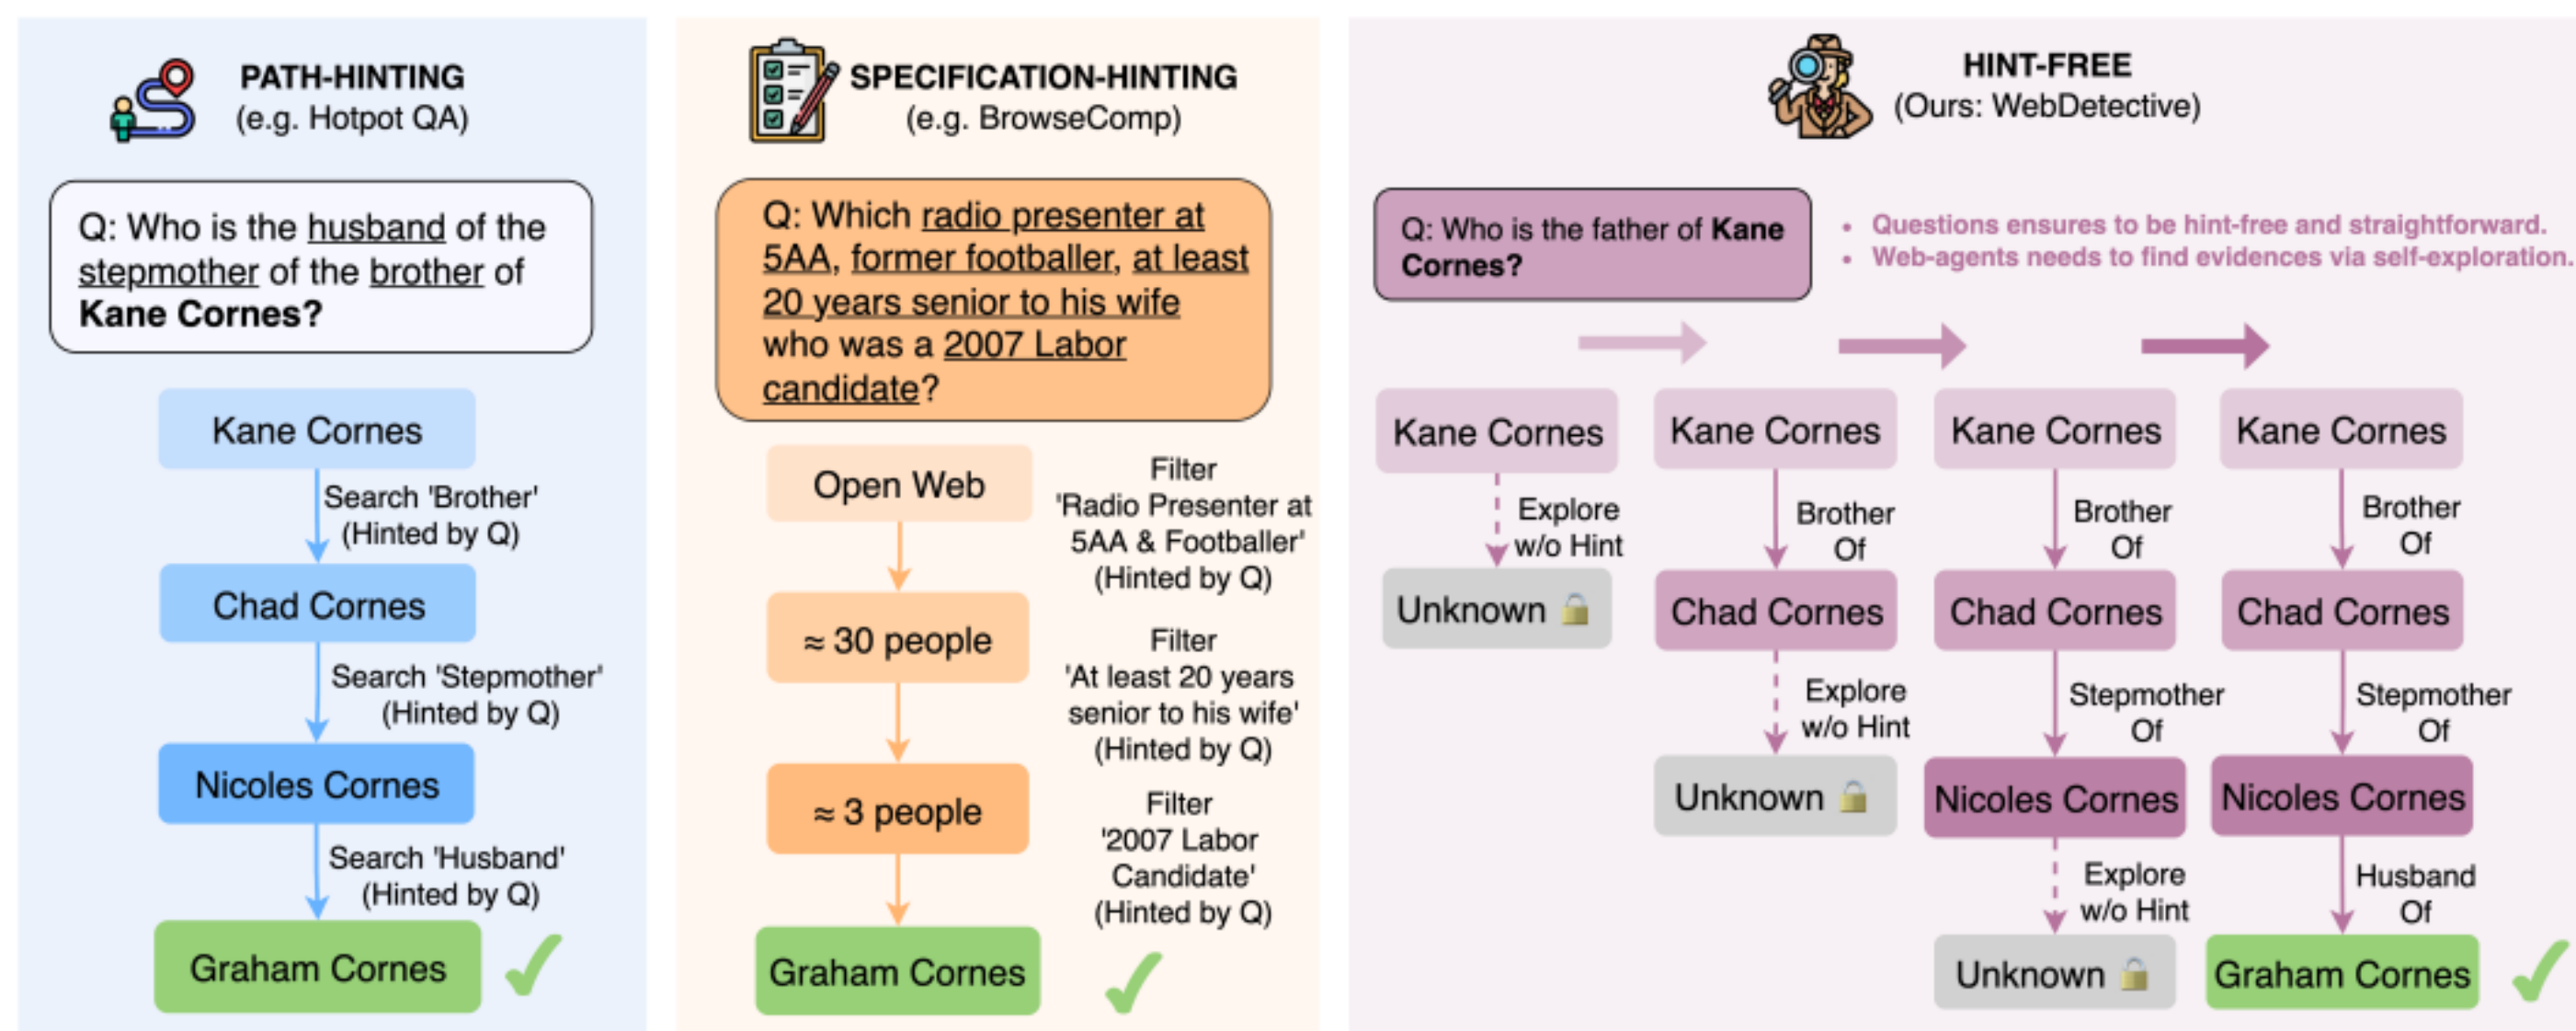 PATH-HINTING
(e.g. Hotpot QA)
Q: Who is the husband of the
stepmother of the brother of
Kane Cornes?
Kane Cornes
Search 'Brother'
(Hinted by Q)
Chad Cornes
Search 'Stepmother'
(Hinted by Q)
Nicoles Cornes
Search 'Husband'
(Hinted by Q)
Graham Cornes
SPECIFICATION-HINTING
(e.g. BrowseComp)
Q: Which radio presenter at
5AA, former footballer, at least
20 years senior to his wife
who was a 2007 Labor
candidate?
Open Web
Filter
'Radio Presenter at
5AA & Footballer'
(Hinted by Q)
≈ 30 people
Filter
'At least 20 years
senior to his wife'
(Hinted by Q)
≈ 3 people
Filter
'2007 Labor
Candidate'
(Hinted by Q)
Graham Cornes
HINT-FREE
(Ours: WebDetective)
Q: Who is the father of Kane
Cornes?
• Questions ensures to be hint-free and straightforward.
• Web-agents needs to find evidences via self-exploration.
Kane Cornes
Explore
w/o Hint
Unknown
Kane Cornes
Brother
Of
Chad Cornes
Explore
w/o Hint
Unknown
Kane Cornes
Brother
Of
Chad Cornes
Stepmother
Of
Nicoles Cornes
Explore
w/o Hint
Unknown
Kane Cornes
Brother
Of
Chad Cornes
Stepmother
Of
Nicoles Cornes
Husband
Of
Graham Cornes